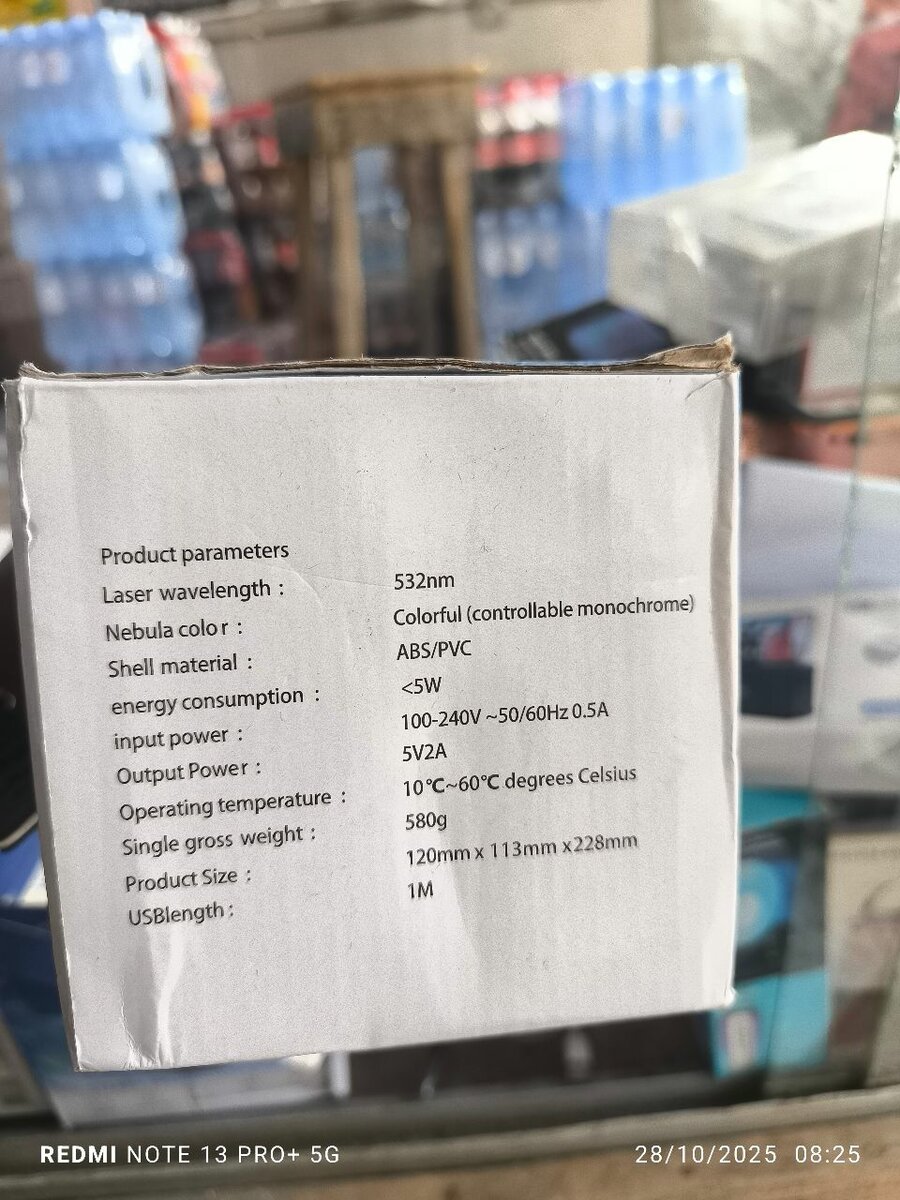 Product parameters
Laser wavelength : 532nm
Nebula color : Colorful (controllable monochrome)
Shell material : ABS/PVC
energy consumption : <5W
input power : 100-240V ~50/60Hz 0.5A
Output Power : 5V2A
Operating temperature : 10℃~60℃ degrees Celsius
Single gross weight : 580g
Product Size : 120mm x 113mm x228mm
USBlength : 1M
REDMI NOTE 13 PRO+ 5G 28/10/2025 08:25